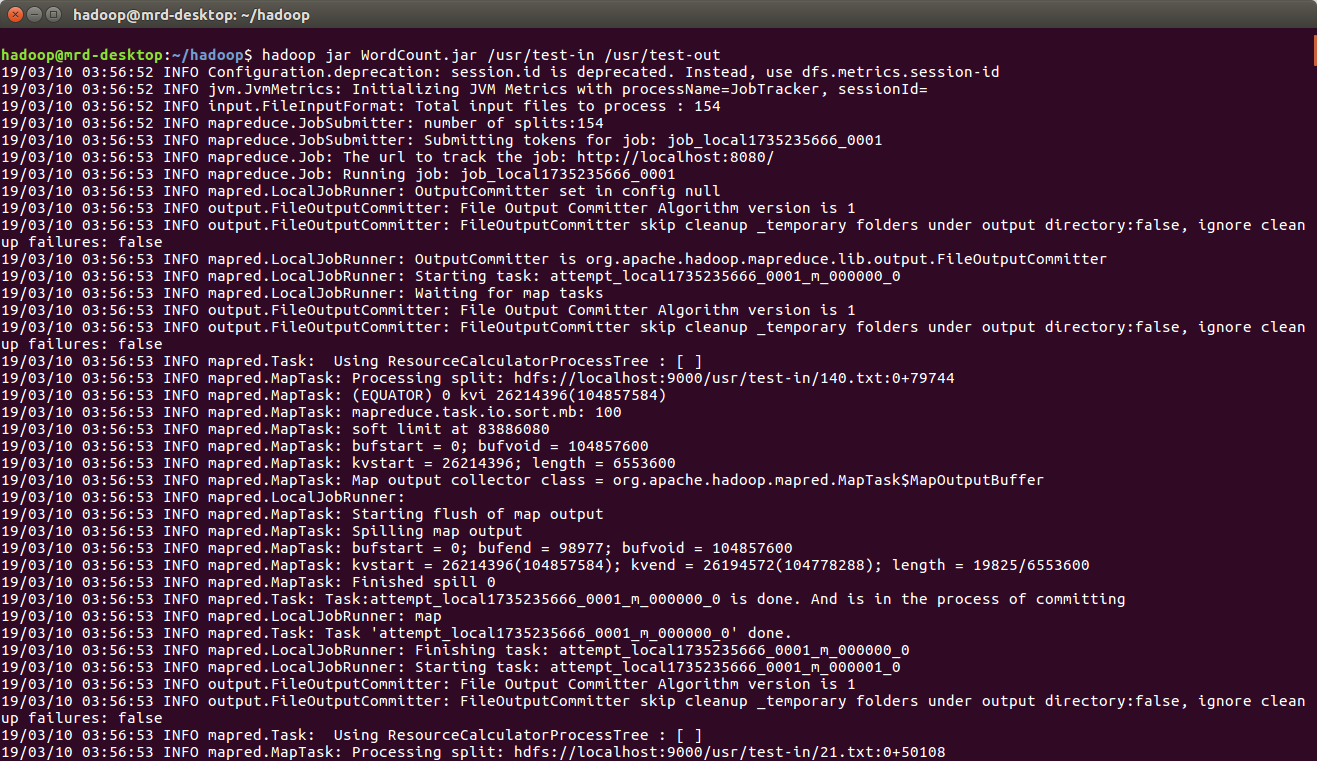 hadoop@mrd-desktop: ~/hadoop
hadoop@mrd-desktop:~/hadoop$ hadoop jar WordCount.jar /usr/test-in /usr/test-out
19/03/10 03:56:52 INFO Configuration.deprecation: session.id is deprecated. Instead, use dfs.metrics.session-id
19/03/10 03:56:52 INFO jvm.JvmMetrics: Initializing JVM Metrics with processName=JobTracker, sessionId=
19/03/10 03:56:52 INFO input.FileInputFormat: Total input files to process : 154
19/03/10 03:56:52 INFO mapreduce.JobSubmitter: number of splits:154
19/03/10 03:56:53 INFO mapreduce.JobSubmitter: Submitting tokens for job: job_local1735235666_0001
19/03/10 03:56:53 INFO mapreduce.Job: The url to track the job: http://localhost:8080/
19/03/10 03:56:53 INFO mapreduce.Job: Running job: job_local1735235666_0001
19/03/10 03:56:53 INFO mapred.LocalJobRunner: OutputCommitter set in config null
19/03/10 03:56:53 INFO output.FileOutputCommitter: File Output Committer Algorithm version is 1
19/03/10 03:56:53 INFO output.FileOutputCommitter: FileOutputCommitter skip cleanup _temporary folders under output directory:false, ignore clean
up failures: false
19/03/10 03:56:53 INFO mapred.LocalJobRunner: OutputCommitter is org.apache.hadoop.mapreduce.lib.output.FileOutputCommitter
19/03/10 03:56:53 INFO mapred.LocalJobRunner: Starting task: attempt_local1735235666_0001_m_000000_0
19/03/10 03:56:53 INFO mapred.LocalJobRunner: Waiting for map tasks
19/03/10 03:56:53 INFO output.FileOutputCommitter: File Output Committer Algorithm version is 1
19/03/10 03:56:53 INFO output.FileOutputCommitter: FileOutputCommitter skip cleanup _temporary folders under output directory:false, ignore clean
up failures: false
19/03/10 03:56:53 INFO mapred.Task:  Using ResourceCalculatorProcessTree : [ ]
19/03/10 03:56:53 INFO mapred.MapTask: Processing split: hdfs://localhost:9000/usr/test-in/140.txt:0+79744
19/03/10 03:56:53 INFO mapred.MapTask: (EQUATOR) 0 kvi 26214396(104857584)
19/03/10 03:56:53 INFO mapred.MapTask: mapreduce.task.io.sort.mb: 100
19/03/10 03:56:53 INFO mapred.MapTask: soft limit at 83886080
19/03/10 03:56:53 INFO mapred.MapTask: bufstart = 0; bufvoid = 104857600
19/03/10 03:56:53 INFO mapred.MapTask: kvstart = 26214396; length = 6553600
19/03/10 03:56:53 INFO mapred.MapTask: Map output collector class = org.apache.hadoop.mapred.MapTask$MapOutputBuffer
19/03/10 03:56:53 INFO mapred.LocalJobRunner:
19/03/10 03:56:53 INFO mapred.MapTask: Starting flush of map output
19/03/10 03:56:53 INFO mapred.MapTask: Spilling map output
19/03/10 03:56:53 INFO mapred.MapTask: bufstart = 0; bufend = 98977; bufvoid = 104857600
19/03/10 03:56:53 INFO mapred.MapTask: kvstart = 26214396(104857584); kvend = 26194572(104778288); length = 19825/6553600
19/03/10 03:56:53 INFO mapred.MapTask: Finished spill 0
19/03/10 03:56:53 INFO mapred.Task: Task:attempt_local1735235666_0001_m_000000_0 is done. And is in the process of committing
19/03/10 03:56:53 INFO mapred.LocalJobRunner: map
19/03/10 03:56:53 INFO mapred.Task: Task 'attempt_local1735235666_0001_m_000000_0' done.
19/03/10 03:56:53 INFO mapred.LocalJobRunner: Finishing task: attempt_local1735235666_0001_m_000000_0
19/03/10 03:56:53 INFO mapred.LocalJobRunner: Starting task: attempt_local1735235666_0001_m_000001_0
19/03/10 03:56:53 INFO output.FileOutputCommitter: File Output Committer Algorithm version is 1
19/03/10 03:56:53 INFO output.FileOutputCommitter: FileOutputCommitter skip cleanup _temporary folders under output directory:false, ignore clean
up failures: false
19/03/10 03:56:53 INFO mapred.Task:  Using ResourceCalculatorProcessTree : [ ]
19/03/10 03:56:53 INFO mapred.MapTask: Processing split: hdfs://localhost:9000/usr/test-in/21.txt:0+50108